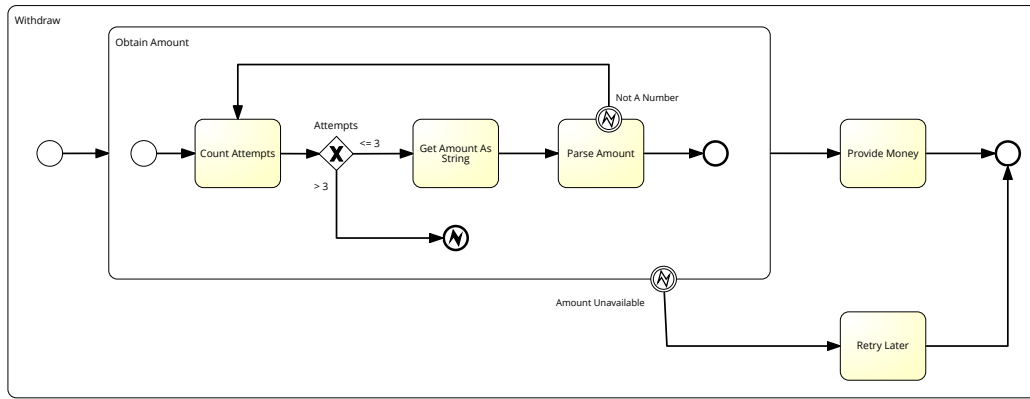 Withdraw
Obtain Amount
Not A Number
Attempts
<= 3
Count Attempts
Get Amount As
String
Parse Amount
Provide Money
> 3
Amount Unavailable
Retry Later